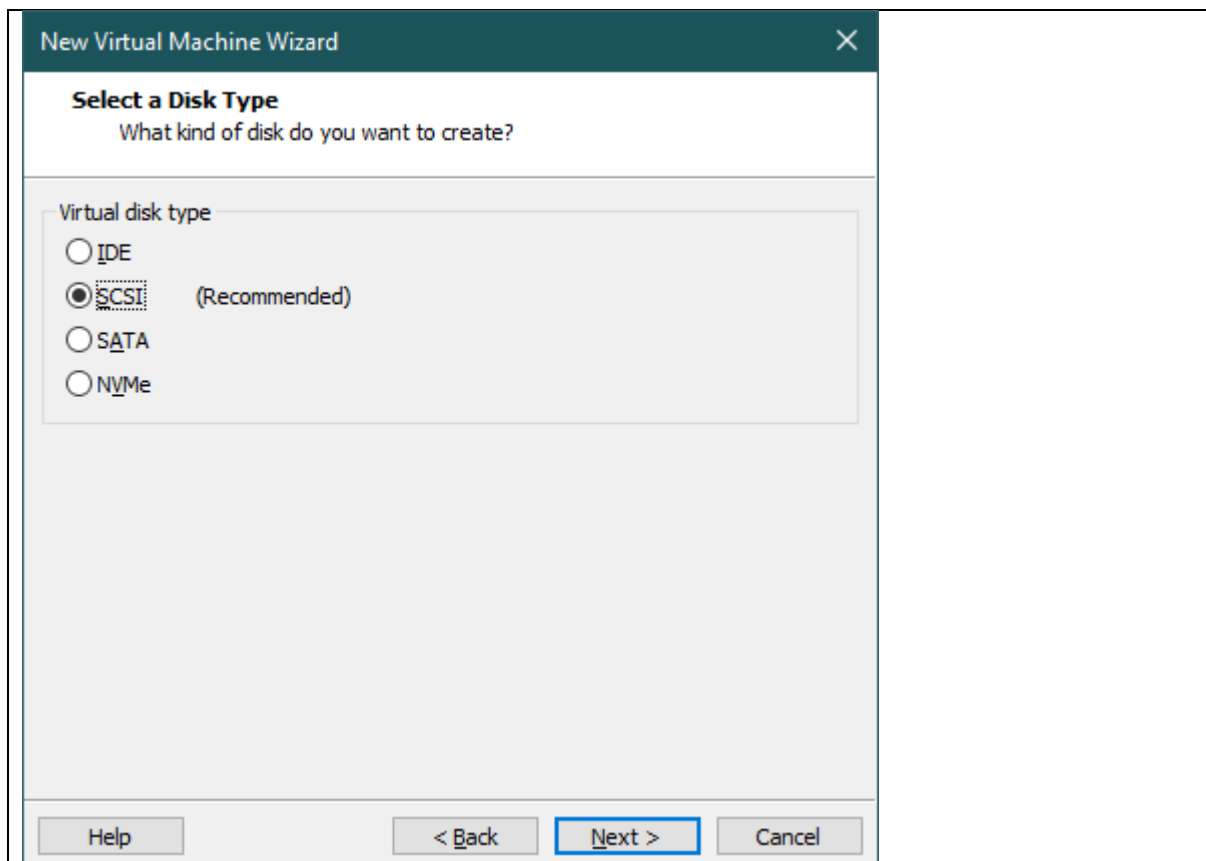 New Virtual Machine Wizard
Select a Disk Type
What kind of disk do you want to create?
Virtual disk type
IDE
SCSI (Recommended)
SATA
NVMe
Help < Back Next > Cancel